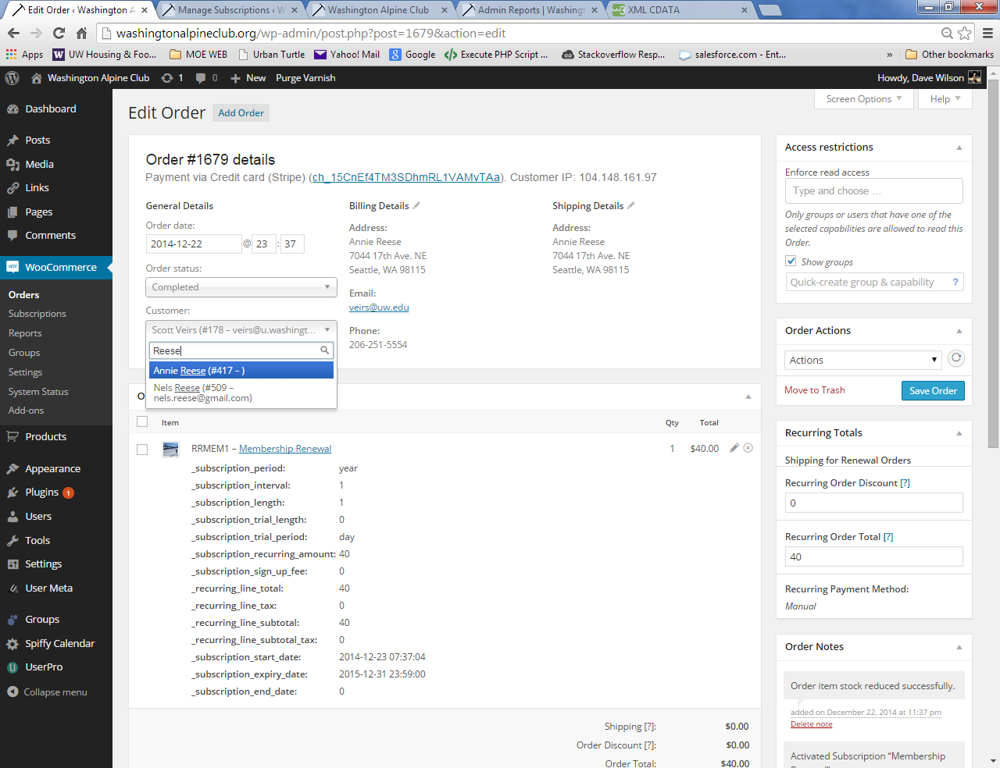 Edit Order ‹ Washington A
Manage Subscriptions ‹ W
Washington Alpine Club
Admin Reports | Washingt
XML CDATA
washingtonalpineclub.org/wp-admin/post.php?post=1679&action=edit
Apps
UW Housing & Foo...
MOE WEB
Urban Turtle
Yahoo! Mail
Google
Execute PHP Script ...
Stackoverflow Resp...
salesforce.com - Ent...
»
Other bookmarks
Washington Alpine Club
1
0
New
Purge Varnish
Howdy, Dave Wilson
Dashboard
Posts
Media
Links
Pages
Comments
WooCommerce
Orders
Subscriptions
Reports
Groups
Settings
System Status
Add-ons
Products
Appearance
Plugins 1
Users
Tools
Settings
User Meta
Groups
Spiffy Calendar
UserPro
Collapse menu
Screen Options
Help
Edit Order
Add Order
Order #1679 details
Payment via Credit card (Stripe) (ch_15CnEf4TM3SDhmRL1VAMvTAa). Customer IP: 104.148.161.97
General Details
Order date:
2014-12-22 @ 23 : 37
Order status:
Completed
Customer:
Scott Veirs (#178 – veirs@u.washingt...
Reese
Annie Reese (#417 – )
Nels Reese (#509 –
nels.reese@gmail.com)
Billing Details
Address:
Annie Reese
7044 17th Ave. NE
Seattle, WA 98115
Email:
veirs@uw.edu
Phone:
206-251-5554
Shipping Details
Address:
Annie Reese
7044 17th Ave. NE
Seattle, WA 98115
O
Item Qty Total
RRMEM1 – Membership Renewal 1 $40.00
_subscription_period: year
_subscription_interval: 1
_subscription_length: 1
_subscription_trial_length: 0
_subscription_trial_period: day
_subscription_recurring_amount: 40
_subscription_sign_up_fee: 0
_recurring_line_total: 40
_recurring_line_tax: 0
_recurring_line_subtotal: 40
_recurring_line_subtotal_tax: 0
_subscription_start_date: 2014-12-23 07:37:04
_subscription_expiry_date: 2015-12-31 23:59:00
_subscription_end_date: 0
Shipping [?]: $0.00
Order Discount [?]: $0.00
Order Total: $40.00
Access restrictions
Enforce read access
Type and choose ...
Only groups or users that have one of the
selected capabilities are allowed to read this
Order.
Show groups
Quick-create group & capability ?
Order Actions
Actions
Move to Trash
Save Order
Recurring Totals
Shipping for Renewal Orders
Recurring Order Discount [?]
0
Recurring Order Total [?]
40
Recurring Payment Method:
Manual
Order Notes
Order item stock reduced successfully.
added on December 22, 2014 at 11:37 pm
Delete note
Activated Subscription “Membership